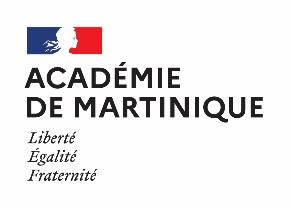 ACADÉMIE
DE MARTINIQUE
Liberté
Égalité
Fraternité